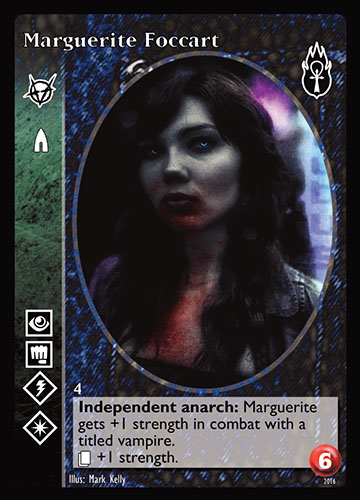 Marguerite Foccart
4
Independent anarch: Marguerite
gets +1 strength in combat with a
titled vampire.
+1 strength.
6
Illus: Mark Kelly
2016